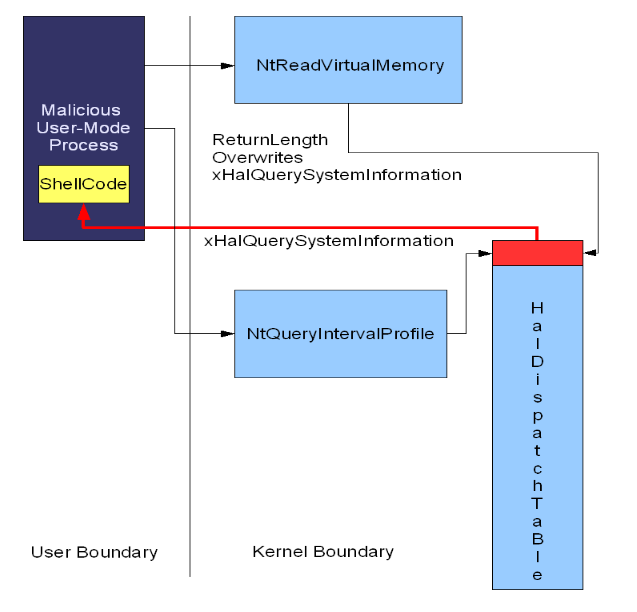 NtReadVirtualMemory
Malicious
User-Mode
Process
ShellCode
ReturnLength
Overwrites
xHalQuerySystemInformation
xHalQuerySystemInformation
NtQueryIntervalProfile
HalDispatchTaBle
User Boundary
Kernel Boundary